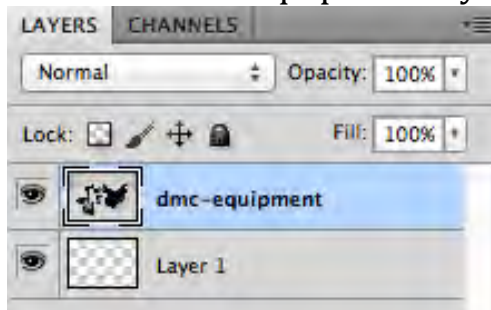 LAYERS CHANNELS
Normal Opacity: 100%
Lock: Fill: 100%
dmc-equipment
Layer 1